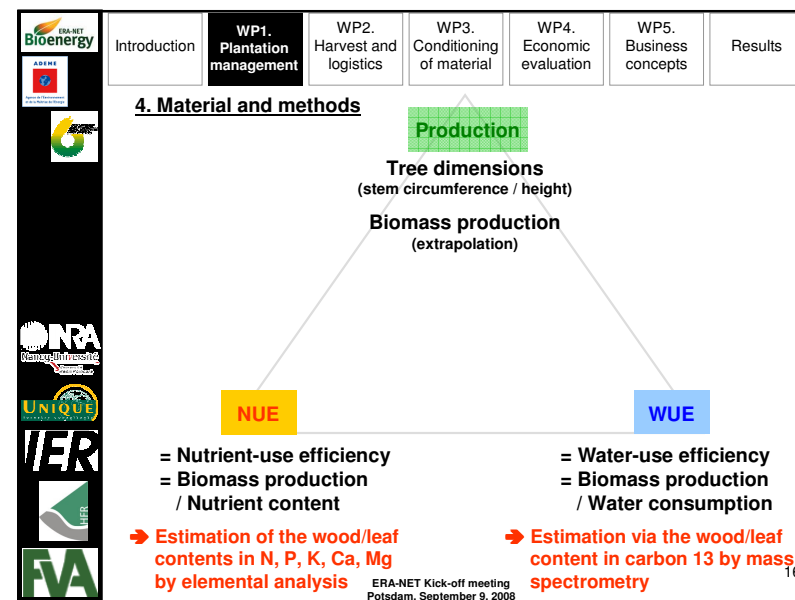 ERA-NET
Bioenergy
Introduction
WP1.
Plantation
management
WP2.
Harvest and
logistics
WP3.
Conditioning
of material
WP4.
Economic
evaluation
WP5.
Business
concepts
Results
ADEME
4. Material and methods
Production
Tree dimensions
(stem circumference / height)
Biomass production
(extrapolation)
INRA
Nancy-Université
UNIQUE
IER
HFR
FVA
NUE
= Nutrient-use efficiency
= Biomass production
/ Nutrient content
➔ Estimation of the wood/leaf
contents in N, P, K, Ca, Mg
by elemental analysis
WUE
= Water-use efficiency
= Biomass production
/ Water consumption
➔ Estimation via the wood/leaf
content in carbon 13 by mass
spectrometry
ERA-NET Kick-off meeting
Potsdam, September 9, 2008